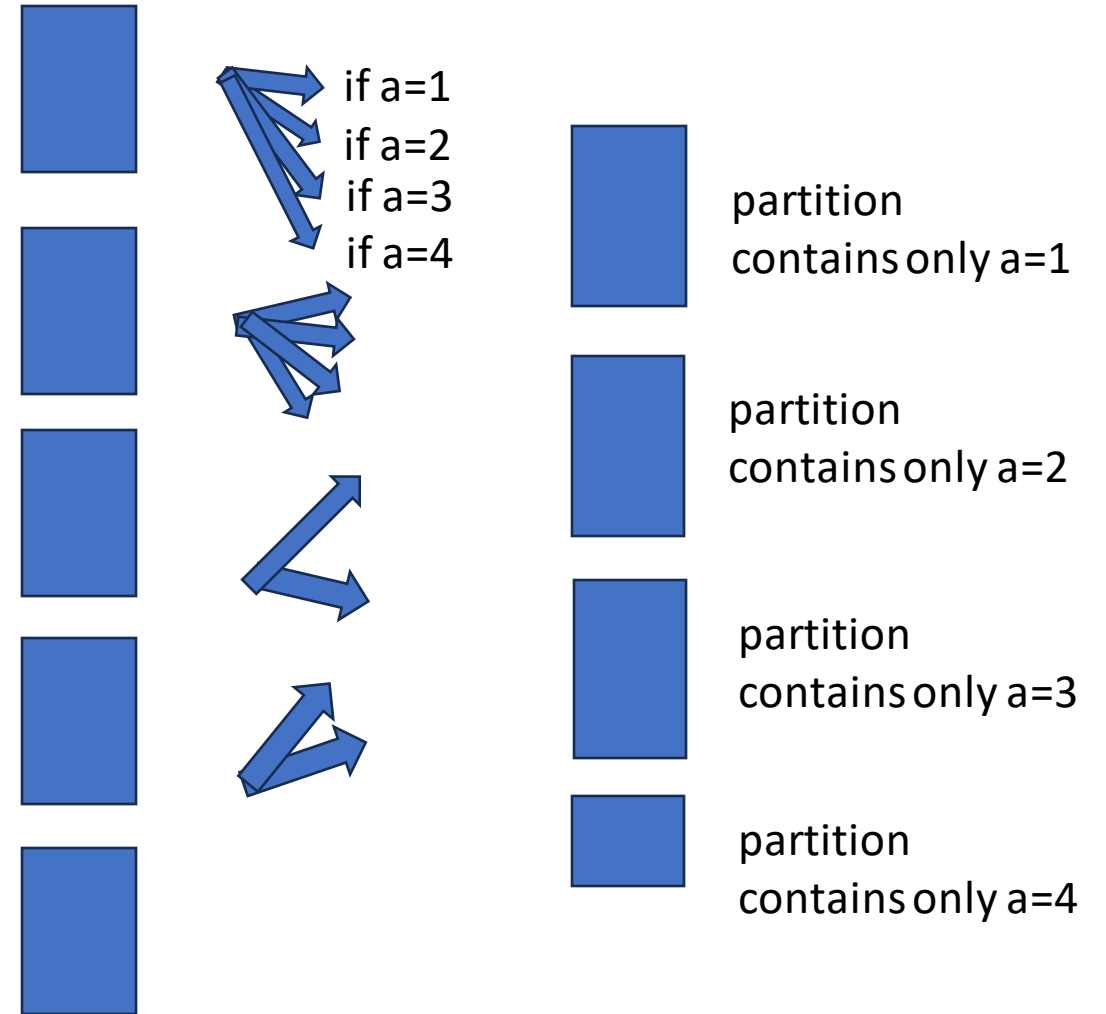 if a=1
if a=2
if a=3
if a=4
partition
contains only a=1
partition
contains only a=2
partition
contains only a=3
partition
contains only a=4